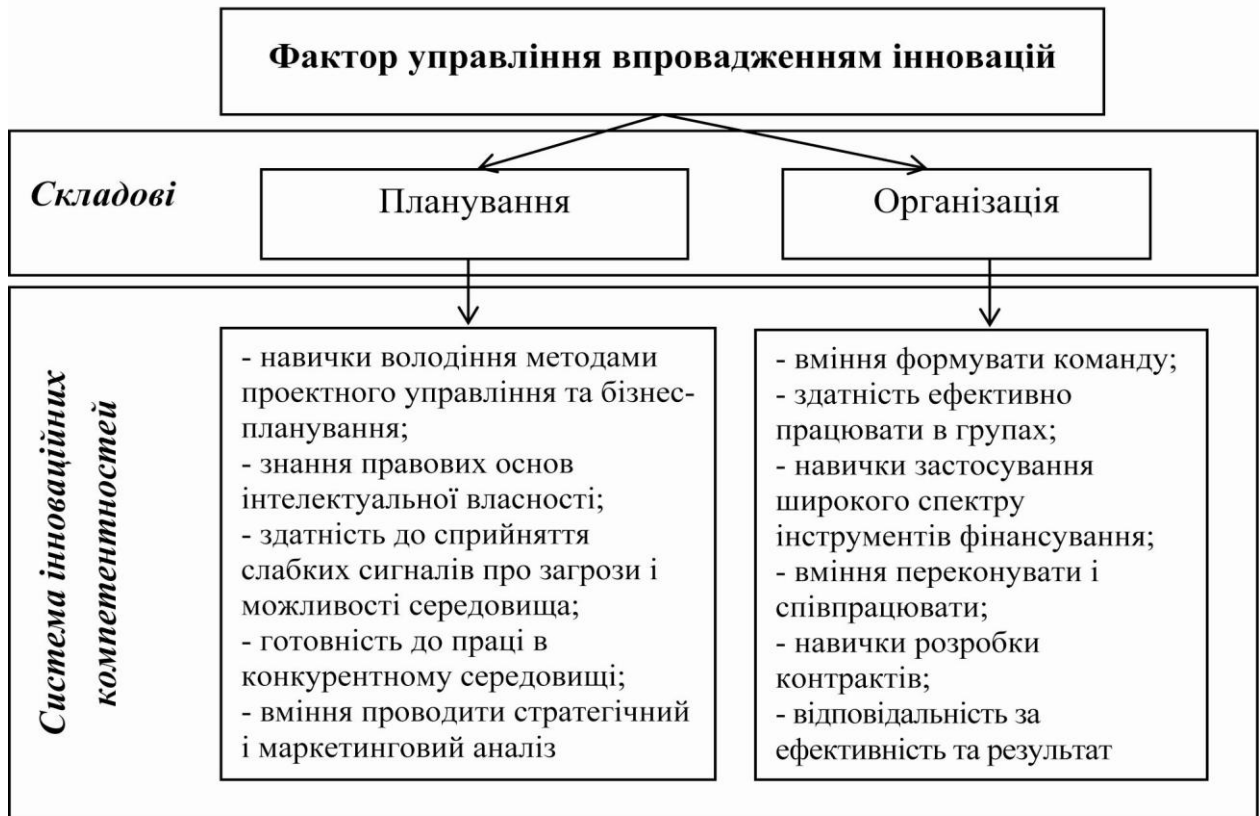 Фактор управління впровадженням інновацій
Складові
Планування
Організація
Система інноваційних
компетентностей
- навички володіння методами
проектного управління та бізнес-
планування;
- знання правових основ
інтелектуальної власності;
- здатність до сприйняття
слабких сигналів про загрози і
можливості середовища;
- готовність до праці в
конкурентному середовищі;
- вміння проводити стратегічний
і маркетинговий аналіз
- вміння формувати команду;
- здатність ефективно
працювати в групах;
- навички застосування
широкого спектру
інструментів фінансування;
- вміння переконувати і
співпрацювати;
- навички розробки
контрактів;
- відповідальність за
ефективність та результат